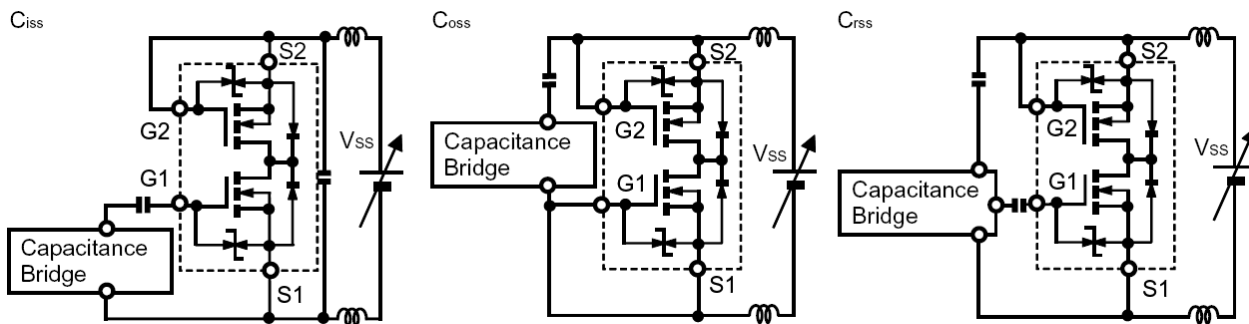 Ciss
S2
G2
G1
VSS
Capacitance
Bridge
S1
Coss
S2
Capacitance
Bridge
G2
G1
VSS
S1
Crss
S2
G2
VSS
Capacitance
Bridge
G1
S1